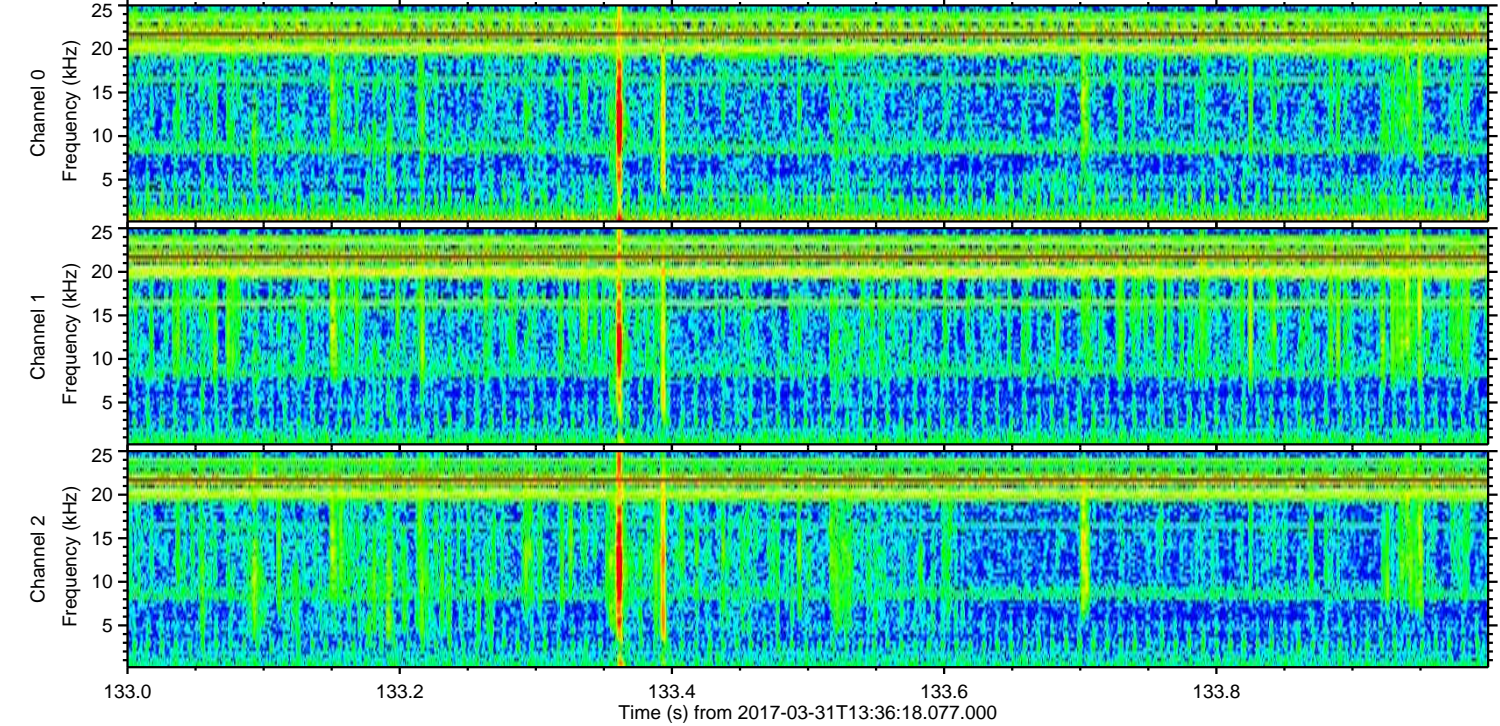 25
20
15
10
5
Channel 0
Frequency (kHz)
25
20
15
10
5
Channel 1
Frequency (kHz)
25
20
15
10
5
Channel 2
Frequency (kHz)
133.0 133.2 133.4 133.6 133.8
Time (s) from 2017-03-31T13:36:18.077.000